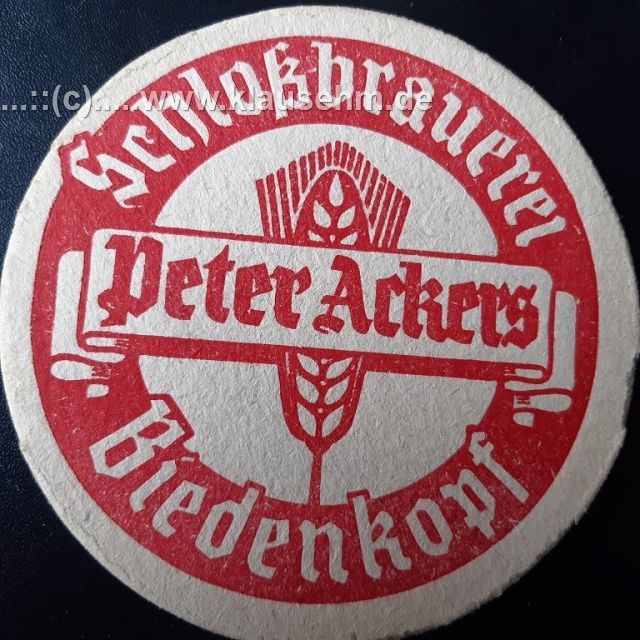 Schloßbrauerei
...::(c).... www.klausehm.de
Peter Ackers
Biedenkopf